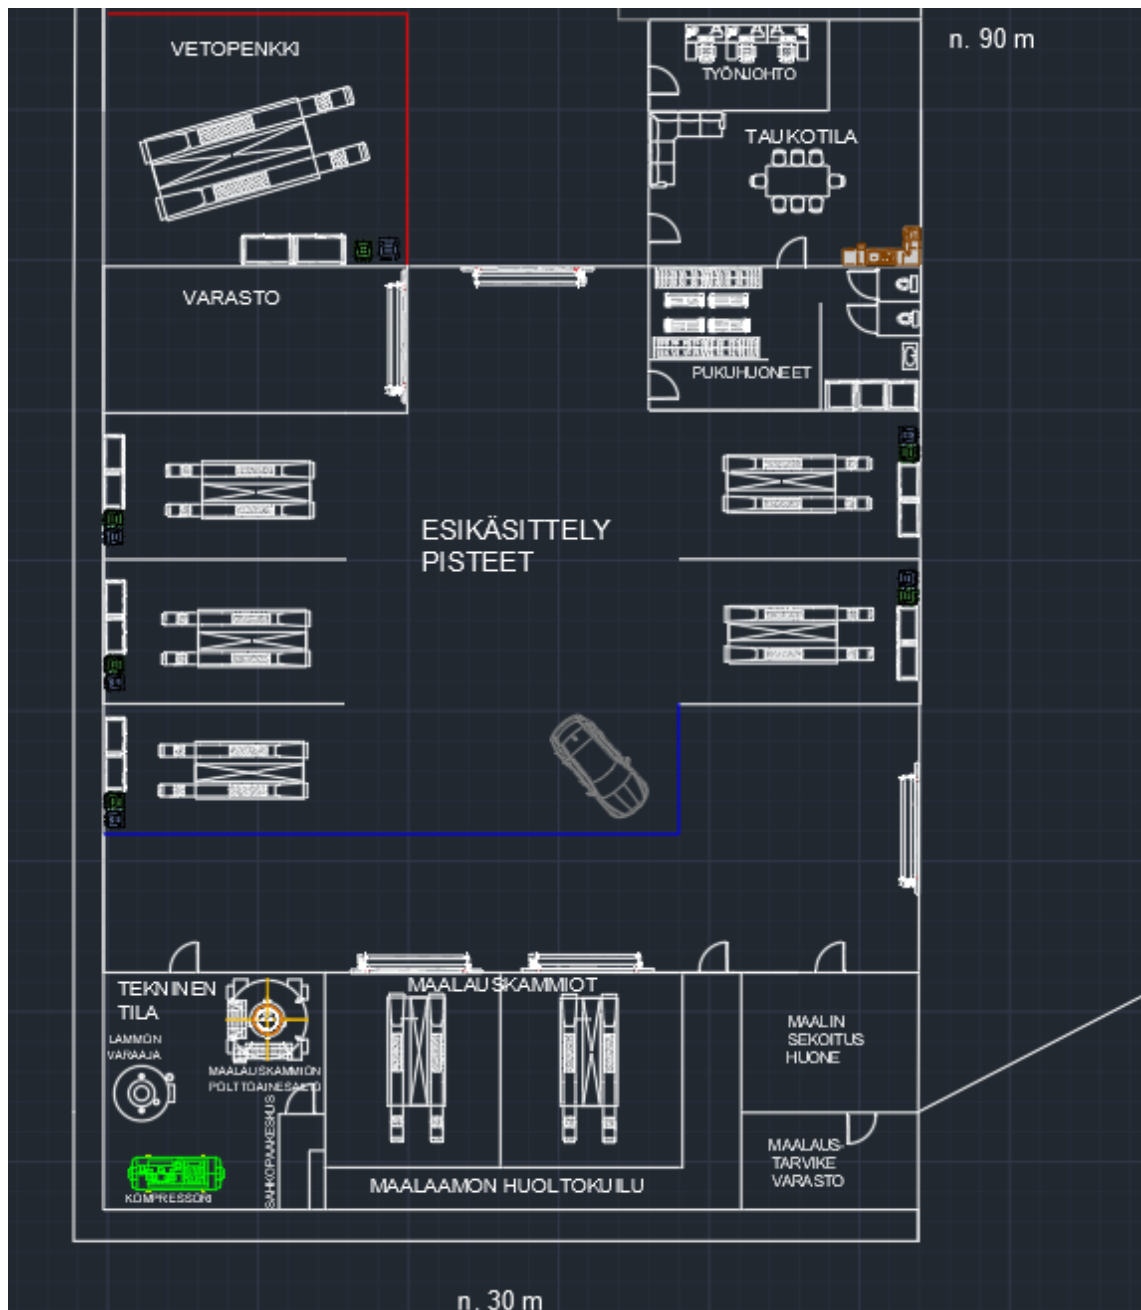 VETOPENKKI
n. 90 m
TYÖNJOHTO
TAUKOTILA
VARASTO
PUKUHUONEET
ESIKÄSITTELY
PISTEET
TEKNINEN
TILA
MAALAUSKAMMIOT
LÄMMÖN
VARAAJA
MAALAUSKAMMION
POLTTOAINESÄILIÖ
MAALIN
SEKOITUS
HUONE
SÄHKÖPÄÄKESKUS
KOMPRESSORI
MAALAAMON HUOLTOKUILU
MAALAUS-
TARVIKE
VARASTO
n. 30 m